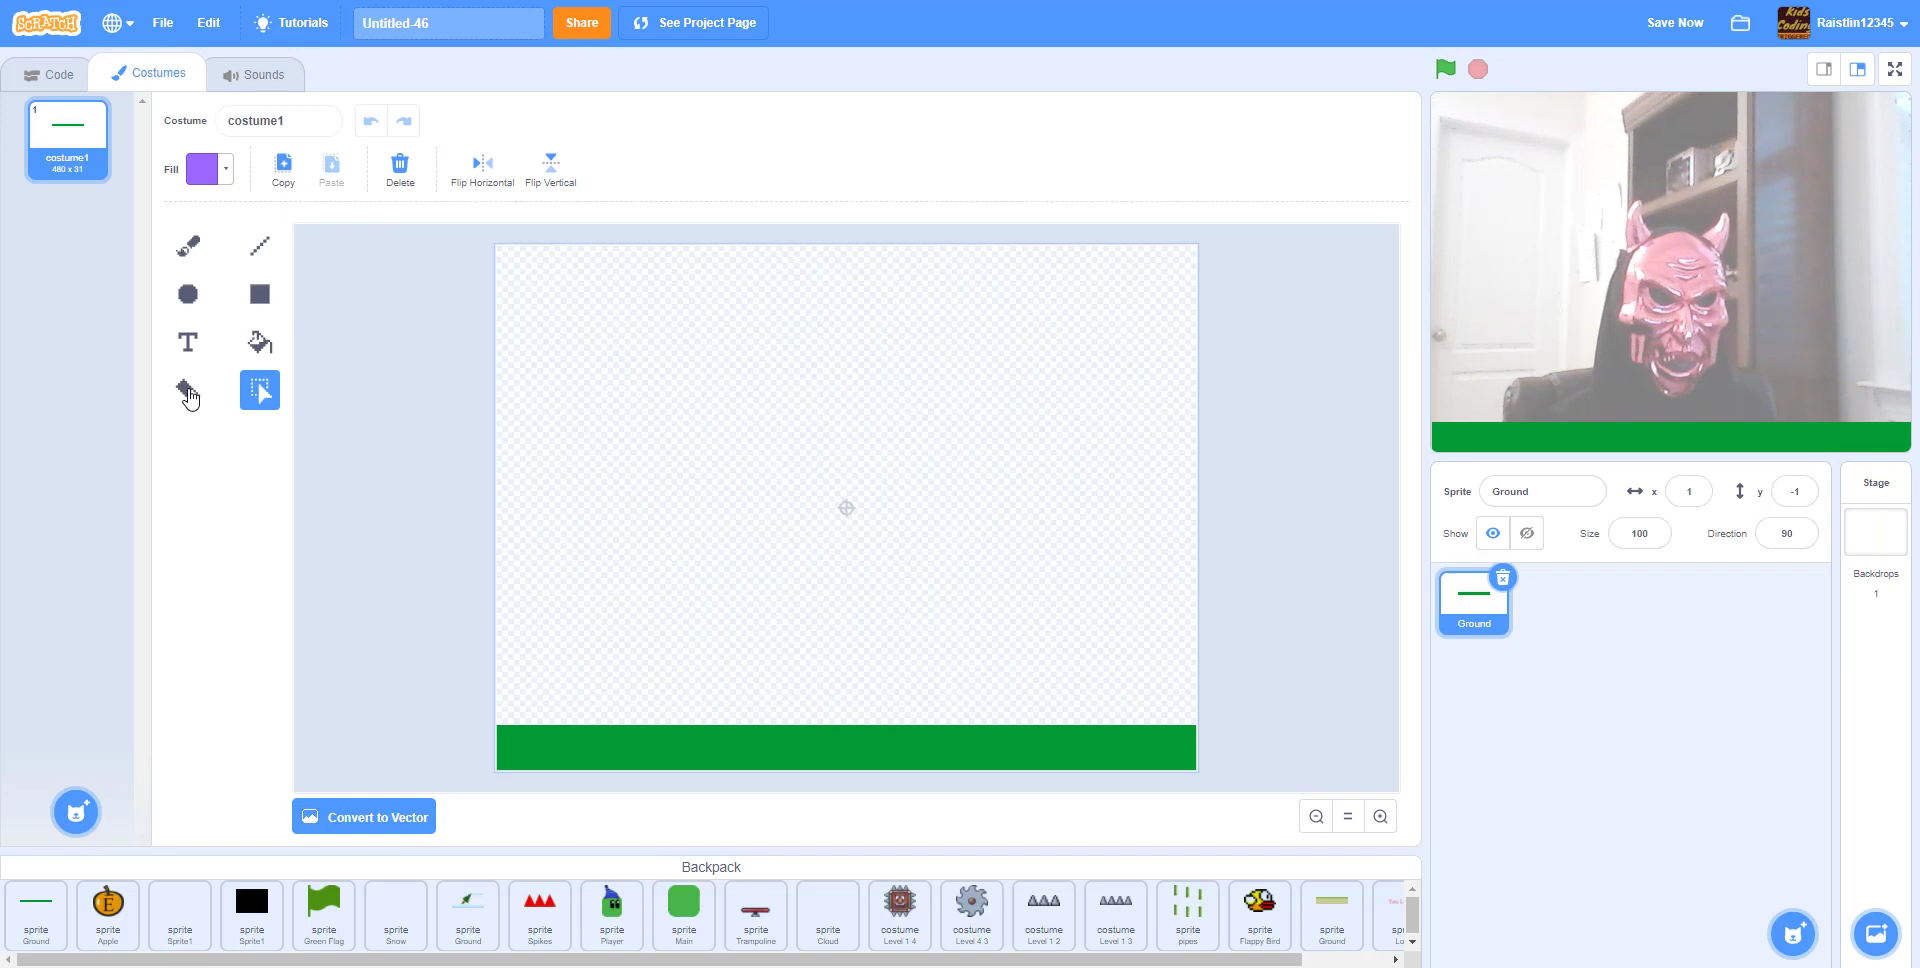 SCRATCH File Edit Tutorials Untitled-46 Share See Project Page Save Now Raistlin12345
Code Costumes Sounds
1
costume1
480 x 31
Costume costume1
Fill Copy Paste Delete Flip Horizontal Flip Vertical
T
Convert to Vector
Sprite Ground x 1 y -1
Show Size 100 Direction 90
Ground
Stage
Backdrops
1
Backpack
sprite
Ground
sprite
Apple
sprite
Sprite1
sprite
Sprite1
sprite
Green Flag
sprite
Snow
sprite
Ground
sprite
Spikes
sprite
Player
sprite
Main
sprite
Trampoline
sprite
Cloud
costume
Level 1 4
costume
Level 4 3
costume
Level 1 2
costume
Level 1 3
sprite
pipes
sprite
Flappy Bird
sprite
Ground
E
Kids
Coding